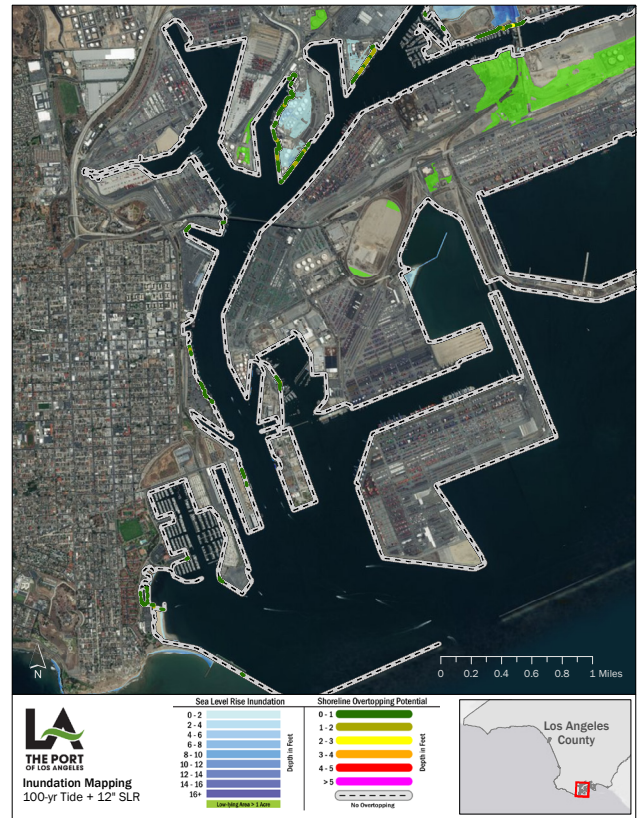 N
0 0.2 0.4 0.6 0.8 1 Miles
LA
THE PORT
OF LOS ANGELES
Inundation Mapping
100-yr Tide + 12" SLR
Sea Level Rise Inundation
0 - 2
2 - 4
4 - 6
6 - 8
8 - 10
10 - 12
12 - 14
14 - 16
16+
Depth in Feet
Low-lying Area > 1 Acre
Shoreline Overtopping Potential
0 - 1
1 - 2
2 - 3
3 - 4
4 - 5
> 5
Depth in Feet
No Overtopping
Los Angeles
County